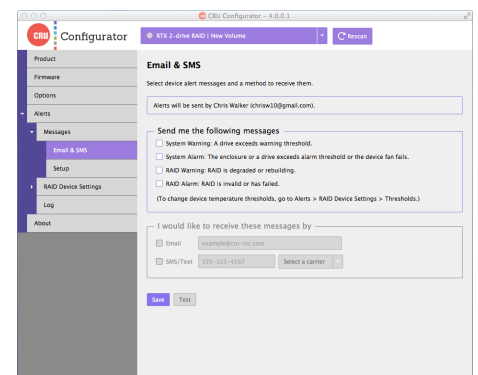 CRU Configurator - 4.0.0.1
CRU Configurator
RTX 2-drive RAID | New Volume
Rescan
Product
Firmware
Options
Alerts
Messages
Email & SMS
Setup
RAID Device Settings
Log
About
Email & SMS
Select device alert messages and a method to receive them.
Alerts will be sent by Chris Walker (chrisw10@gmail.com).
Send me the following messages
System Warning: A drive exceeds warning threshold.
System Alarm: The enclosure or a drive exceeds alarm threshold or the device fan fails.
RAID Warning: RAID is degraded or rebuilding.
RAID Alarm: RAID is invalid or has failed.
(To change device temperature thresholds, go to Alerts > RAID Device Settings > Thresholds.)
I would like to receive these messages by
Email example@cru-inc.com
SMS/Text 555-123-4567 Select a carrier
Save Test